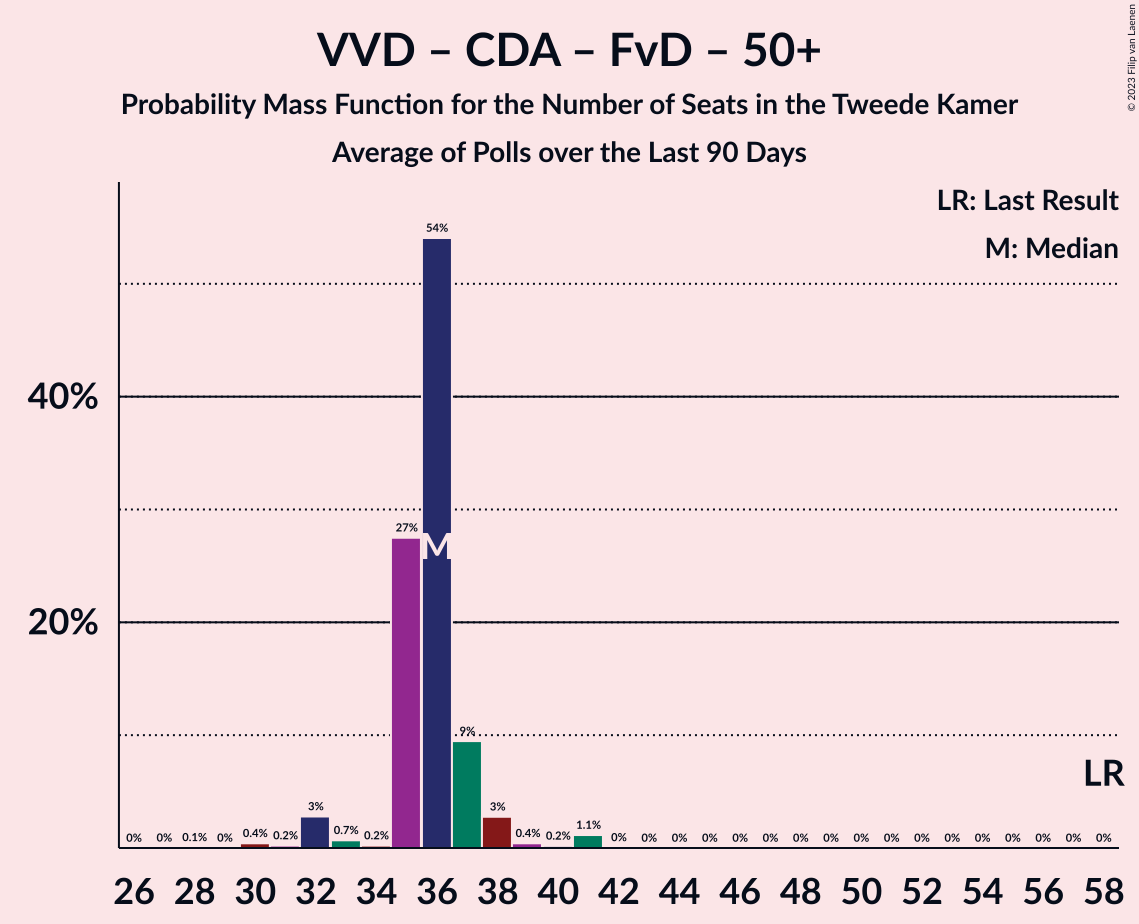 VVD – CDA – FvD – 50+
Probability Mass Function for the Number of Seats in the Tweede Kamer
Average of Polls over the Last 90 Days
© 2023 Filip van Laenen
LR: Last Result
M: Median
40%
20%
0% 0% 0.1% 0% 0.4% 0.2% 3% 0.7% 0.2% 27% 54% 9% 3% 0.4% 0.2% 1.1% 0% 0% 0% 0% 0% 0% 0% 0% 0% 0% 0% 0% 0% 0% 0% 0% 0%
M
LR
26 28 30 32 34 36 38 40 42 44 46 48 50 52 54 56 58